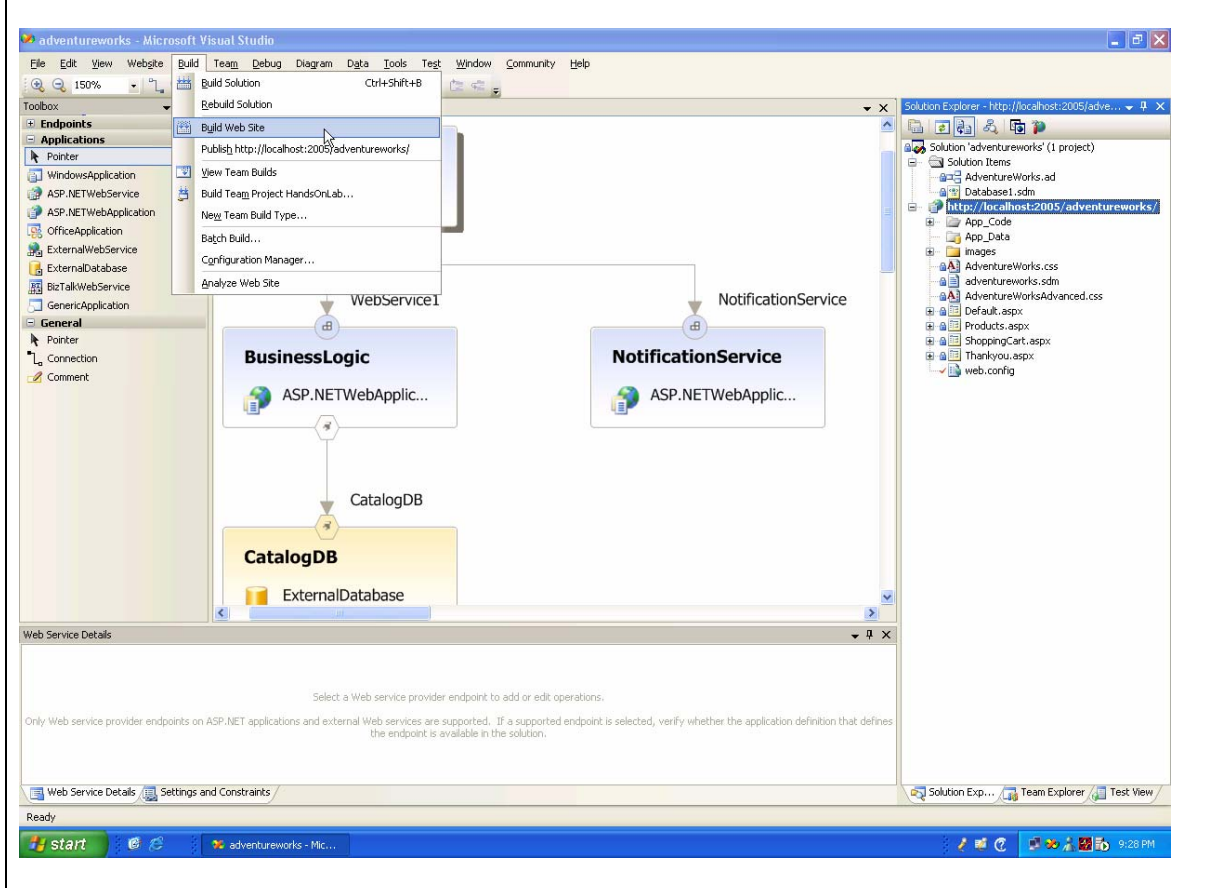 adventureworks - Microsoft Visual Studio
File Edit View Website Build Team Debug Diagram Data Tools Test Window Community Help
150%
Build Solution Ctrl+Shift+B
Rebuild Solution
Build Web Site
Publish http://localhost:2005/adventureworks/
View Team Builds
Build Team Project HandsOnLab...
New Team Build Type...
Batch Build...
Configuration Manager...
Analyze Web Site
Toolbox
Endpoints
Applications
Pointer
WindowsApplication
ASP.NETWebService
ASP.NETWebApplication
OfficeApplication
ExternalWebService
ExternalDatabase
BizTalkWebService
GenericApplication
General
Pointer
Connection
Comment
WebService1
NotificationService
BusinessLogic
ASP.NETWebApplic...
NotificationService
ASP.NETWebApplic...
CatalogDB
CatalogDB
ExternalDatabase
Solution Explorer - http://localhost:2005/adve...
Solution 'adventureworks' (1 project)
Solution Items
AdventureWorks.ad
Database1.sdm
http://localhost:2005/adventureworks/
App_Code
App_Data
images
AdventureWorks.css
adventureworks.sdm
AdventureWorksAdvanced.css
Default.aspx
Products.aspx
ShoppingCart.aspx
Thankyou.aspx
web.config
Web Service Details
Select a Web service provider endpoint to add or edit operations.
Only Web service provider endpoints on ASP.NET applications and external Web services are supported. If a supported endpoint is selected, verify whether the application definition that defines
the endpoint is available in the solution.
Web Service Details Settings and Constraints
Solution Exp... Team Explorer Test View
Ready
start adventureworks - Mic... 9:28 PM